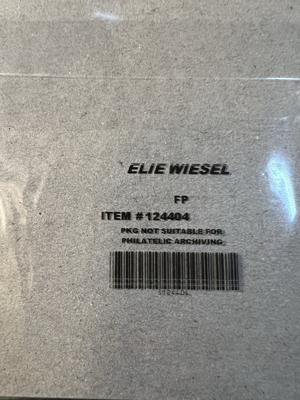 ELIE WIESEL
FP
ITEM # 124404
PKG NOT SUITABLE FOR
PHILATELIC ARCHIVING